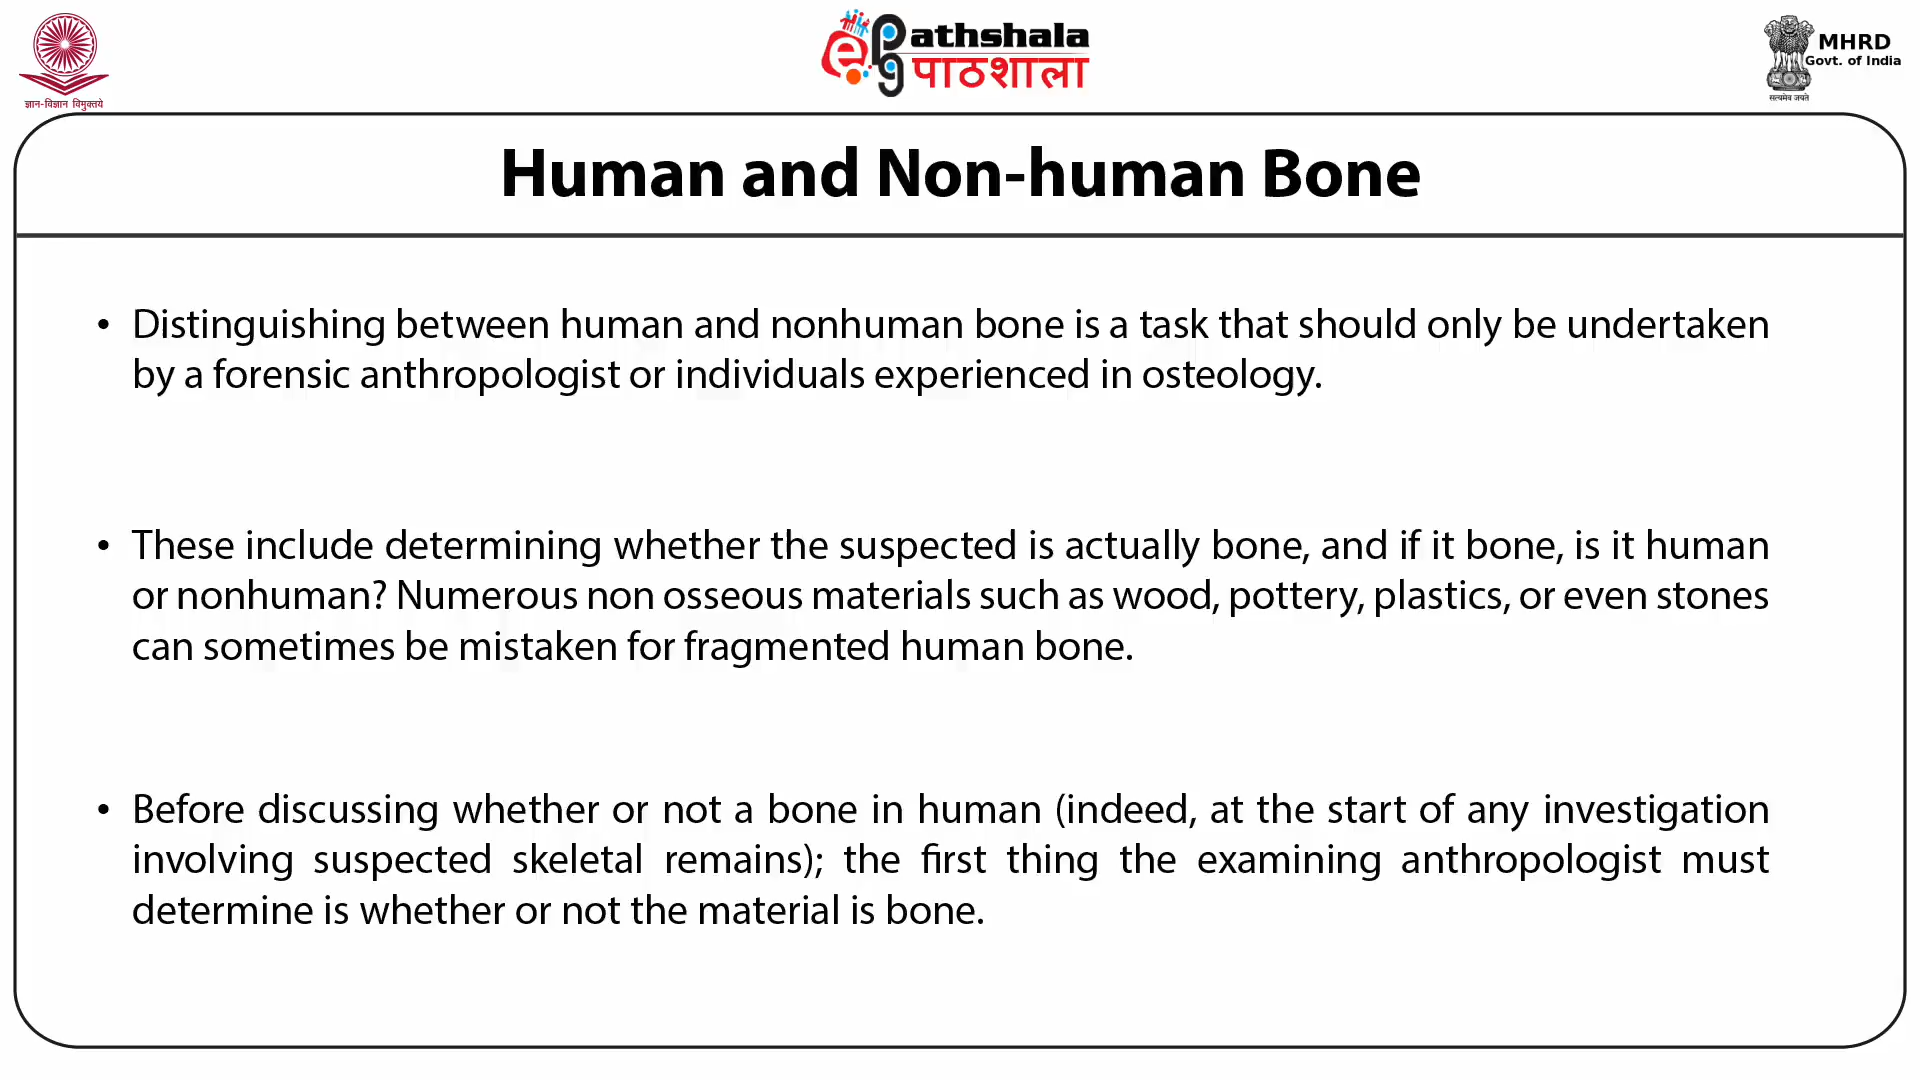 ज्ञान-विज्ञान विमुक्तये
ePathshala
पाठशाला
MHRD
Govt. of India
सत्यमेव जयते
Human and Non-human Bone
• Distinguishing between human and nonhuman bone is a task that should only be undertaken
by a forensic anthropologist or individuals experienced in osteology.
• These include determining whether the suspected is actually bone, and if it bone, is it human
or nonhuman? Numerous non osseous materials such as wood, pottery, plastics, or even stones
can sometimes be mistaken for fragmented human bone.
• Before discussing whether or not a bone in human (indeed, at the start of any investigation
involving suspected skeletal remains); the first thing the examining anthropologist must
determine is whether or not the material is bone.